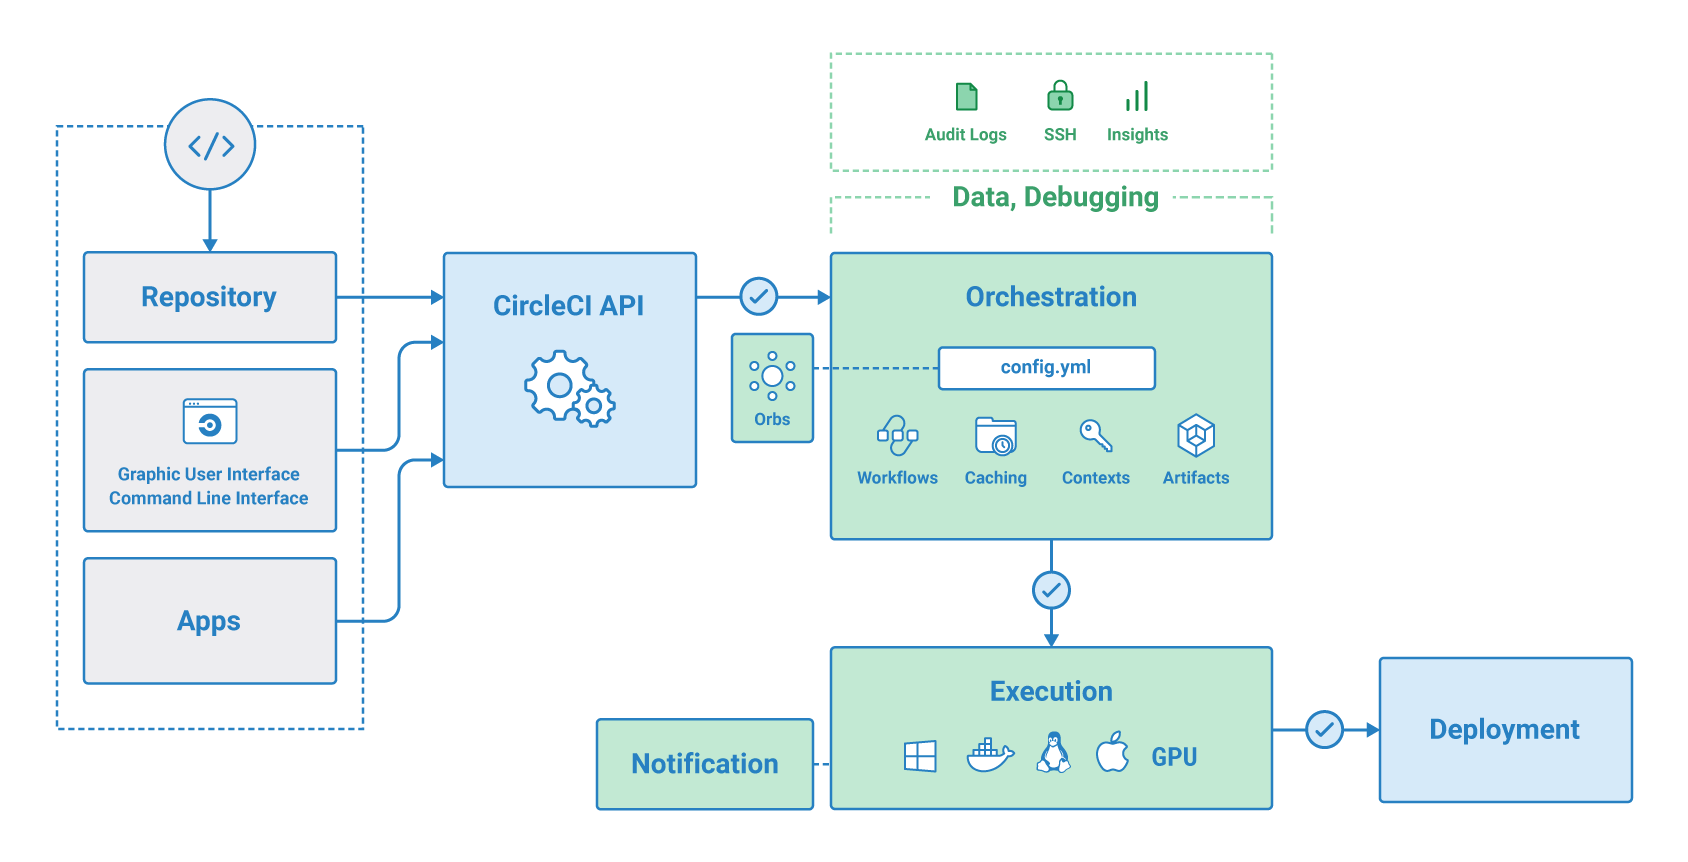 </>
Repository
Graphic User Interface
Command Line Interface
Apps
CircleCI API
Orbs
Audit Logs
SSH
Insights
Data, Debugging
Orchestration
config.yml
Workflows
Caching
Contexts
Artifacts
Execution
GPU
Notification
Deployment